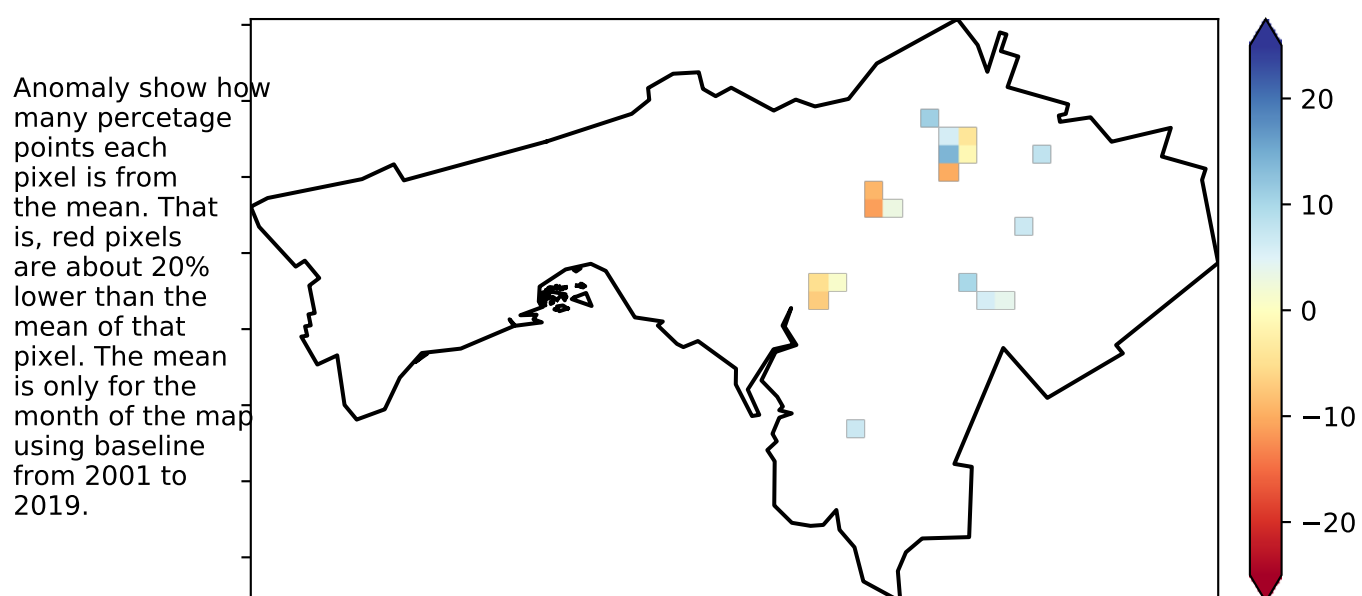 Anomaly show how
many percetage
points each
pixel is from
the mean. That
is, red pixels
are about 20%
lower than the
mean of that
pixel. The mean
is only for the
month of the map
using baseline
from 2001 to
2019.
20
10
0
−10
−20